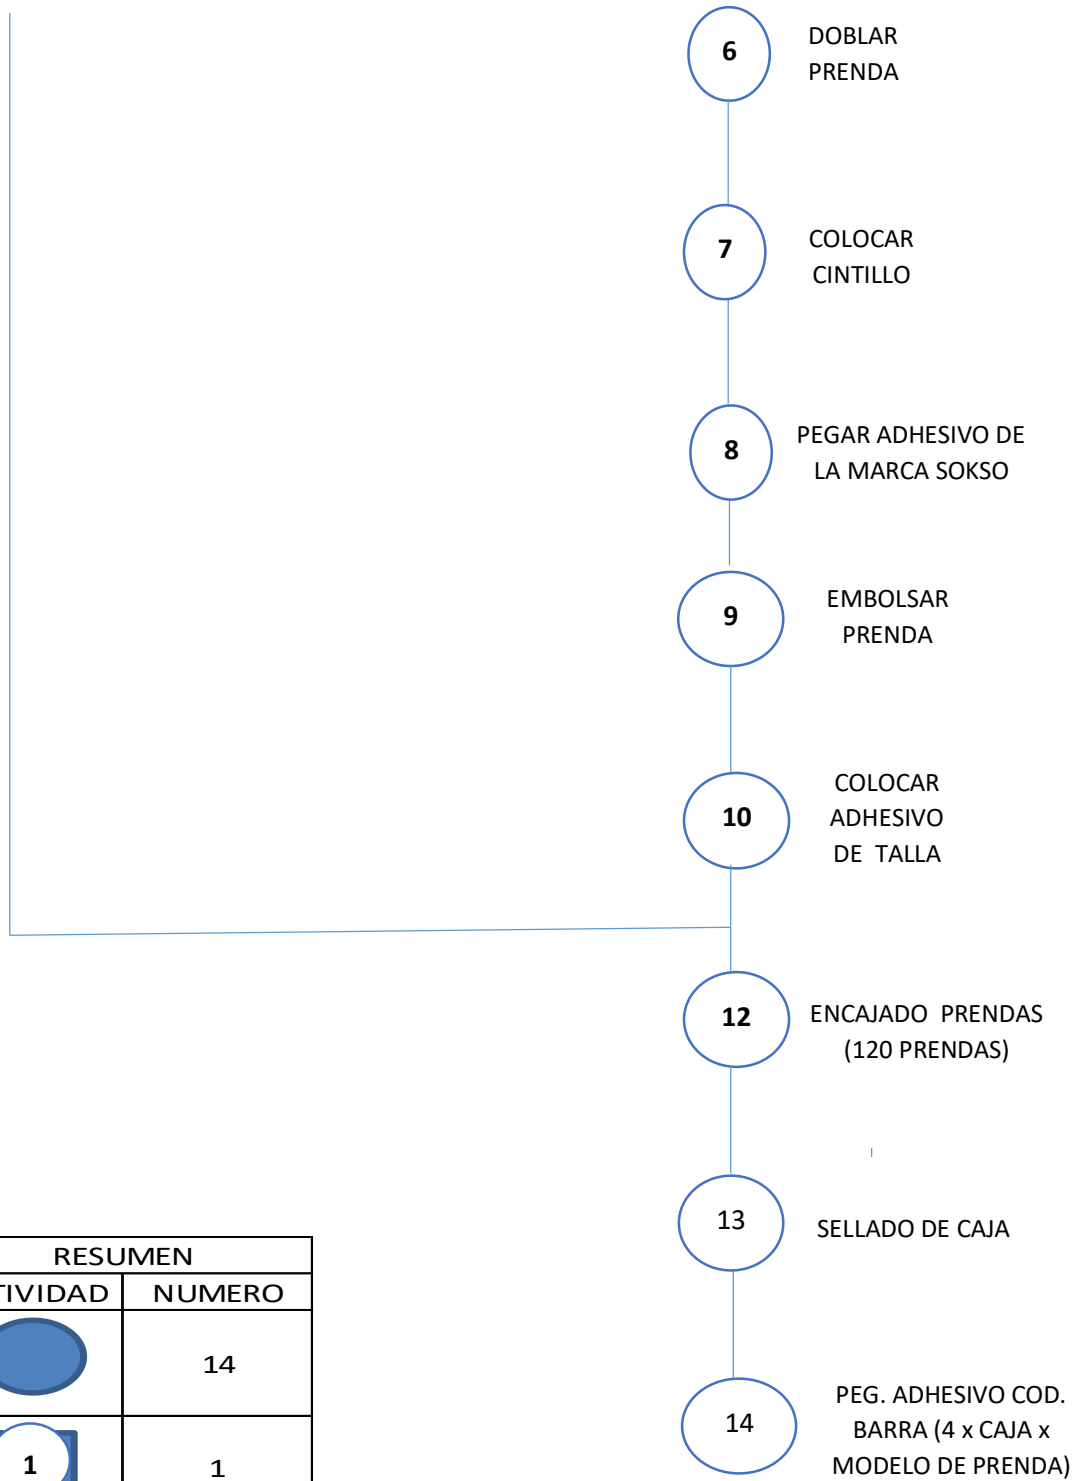 6
DOBLAR
PRENDA
7
COLOCAR
CINTILLO
8
PEGAR ADHESIVO DE
LA MARCA SOKSO
9
EMBOLSAR
PRENDA
10
COLOCAR
ADHESIVO
DE TALLA
12
ENCAJADO PRENDAS
(120 PRENDAS)
13
SELLADO DE CAJA
14
PEG. ADHESIVO COD.
BARRA (4 x CAJA x
MODELO DE PRENDA)
RESUMEN
TIVIDAD NUMERO
14
1 1